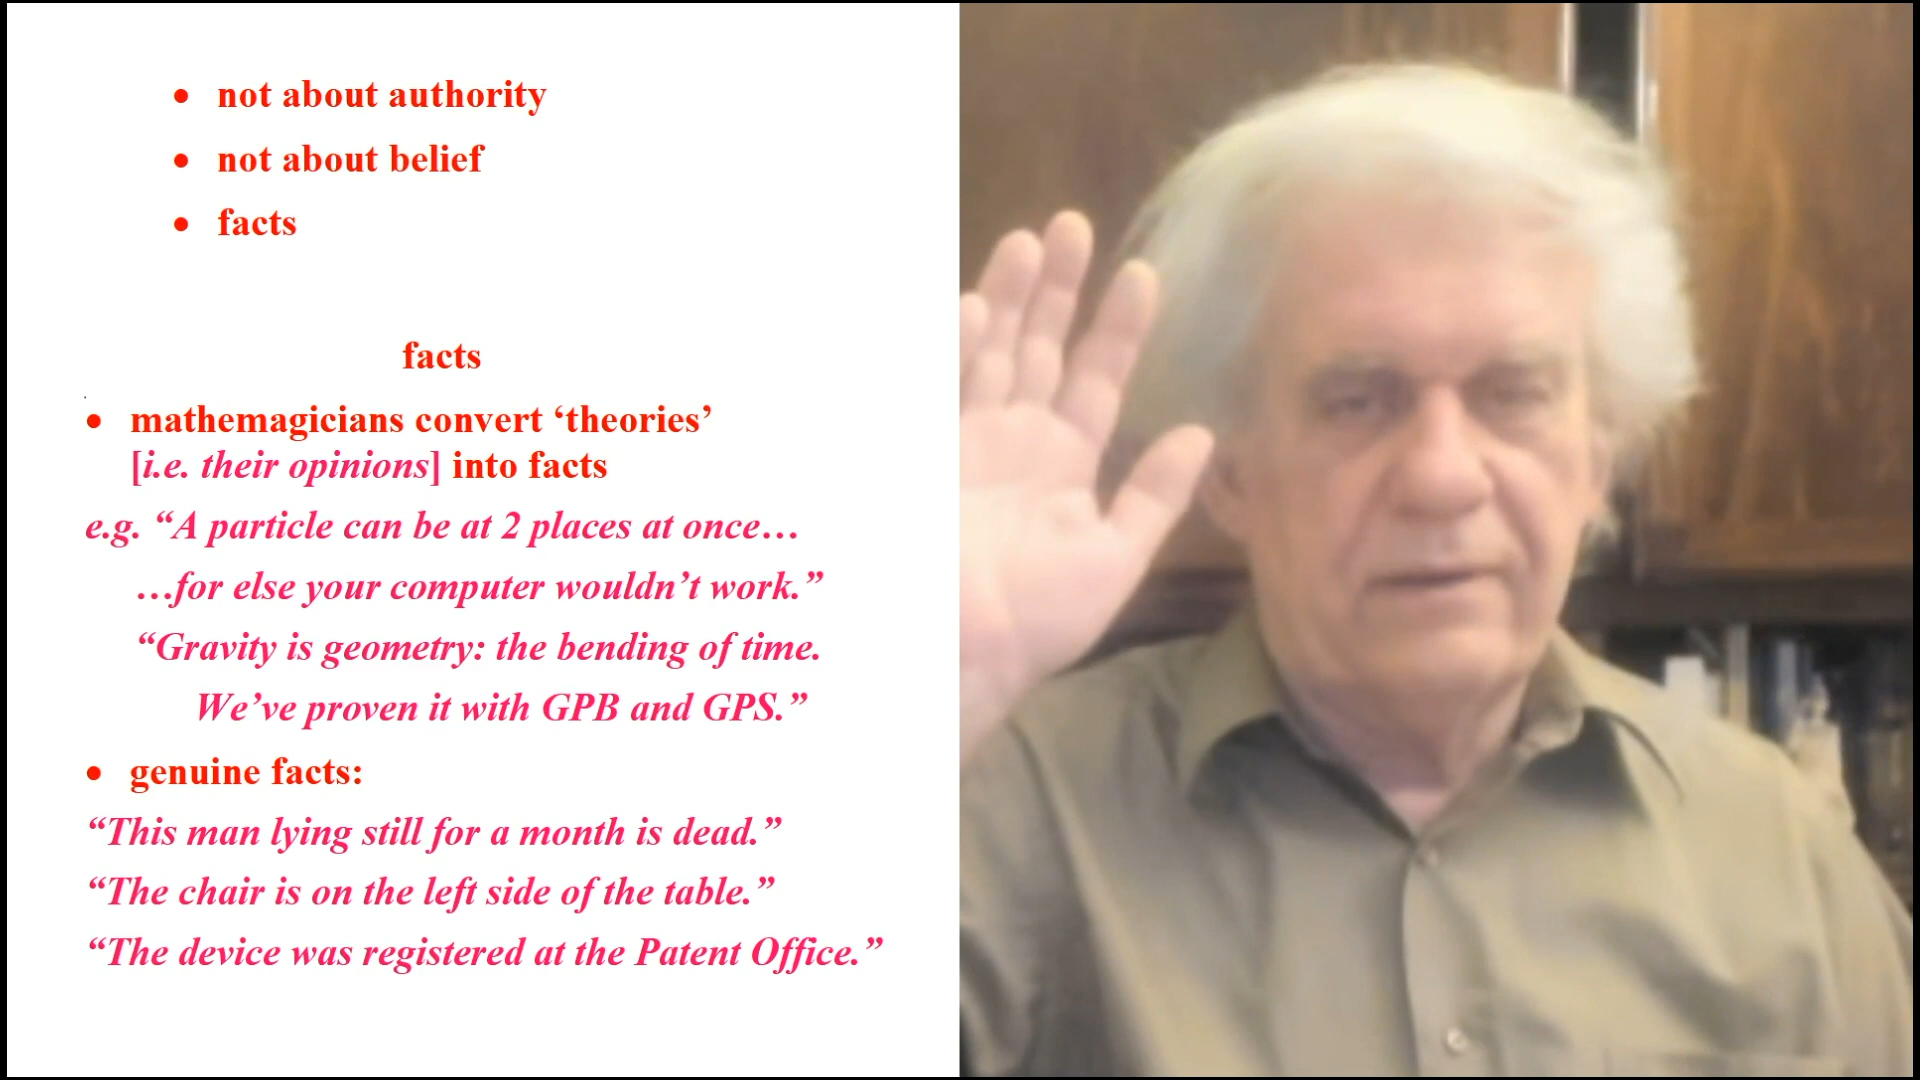 • not about authority
• not about belief
• facts
facts
• mathemagicians convert ‘theories’
[i.e. their opinions] into facts
e.g. “A particle can be at 2 places at once…
…for else your computer wouldn’t work.”
“Gravity is geometry: the bending of time.
We’ve proven it with GPB and GPS.”
• genuine facts:
“This man lying still for a month is dead.”
“The chair is on the left side of the table.”
“The device was registered at the Patent Office.”